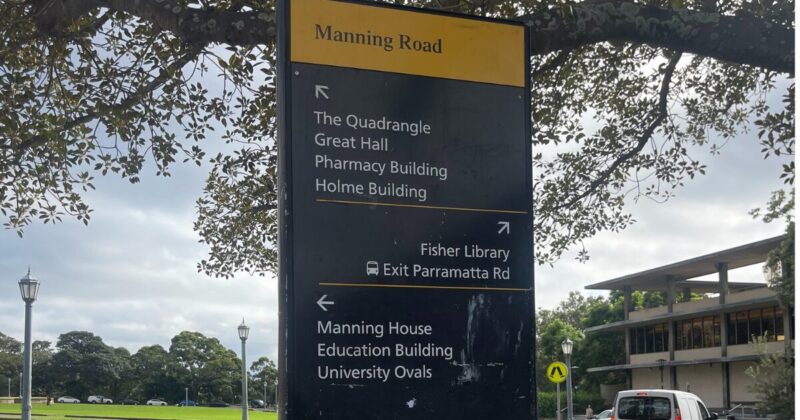 Manning Road
The Quadrangle
Great Hall
Pharmacy Building
Holme Building
Fisher Library
Exit Parramatta Rd
Manning House
Education Building
University Ovals